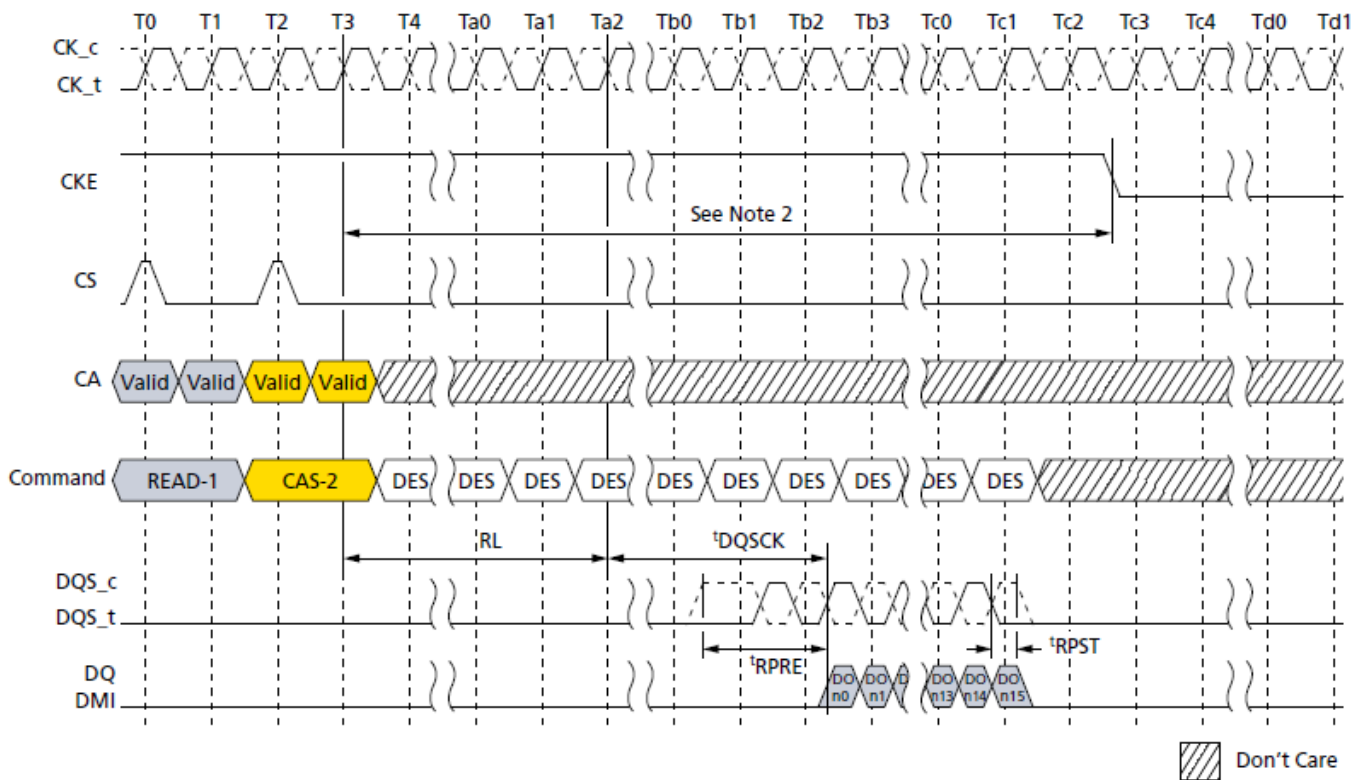 T0 T1 T2 T3 T4 Ta0 Ta1 Ta2 Tb0 Tb1 Tb2 Tb3 Tc0 Tc1 Tc2 Tc3 Tc4 Td0 Td1
CK_c
CK_t
CKE
See Note 2
CS
CA Valid Valid Valid Valid
Command READ-1 CAS-2 DES DES DES DES DES DES DES DES DES DES
RL tDQSCK
DQS_c
DQS_t
tRPRE tRPST
DQ DO DO D DO DO DO
n0 n1 n13 n14 n15
DMI
Don't Care